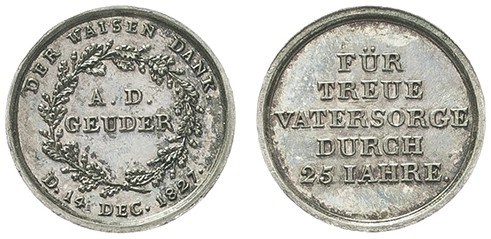 DER WAISEN DANK.
A. D.
GEUDER
D. 14 DEC. 1827.
FÜR
TREUE
VATERSORGE
DURCH
25 IAHRE.